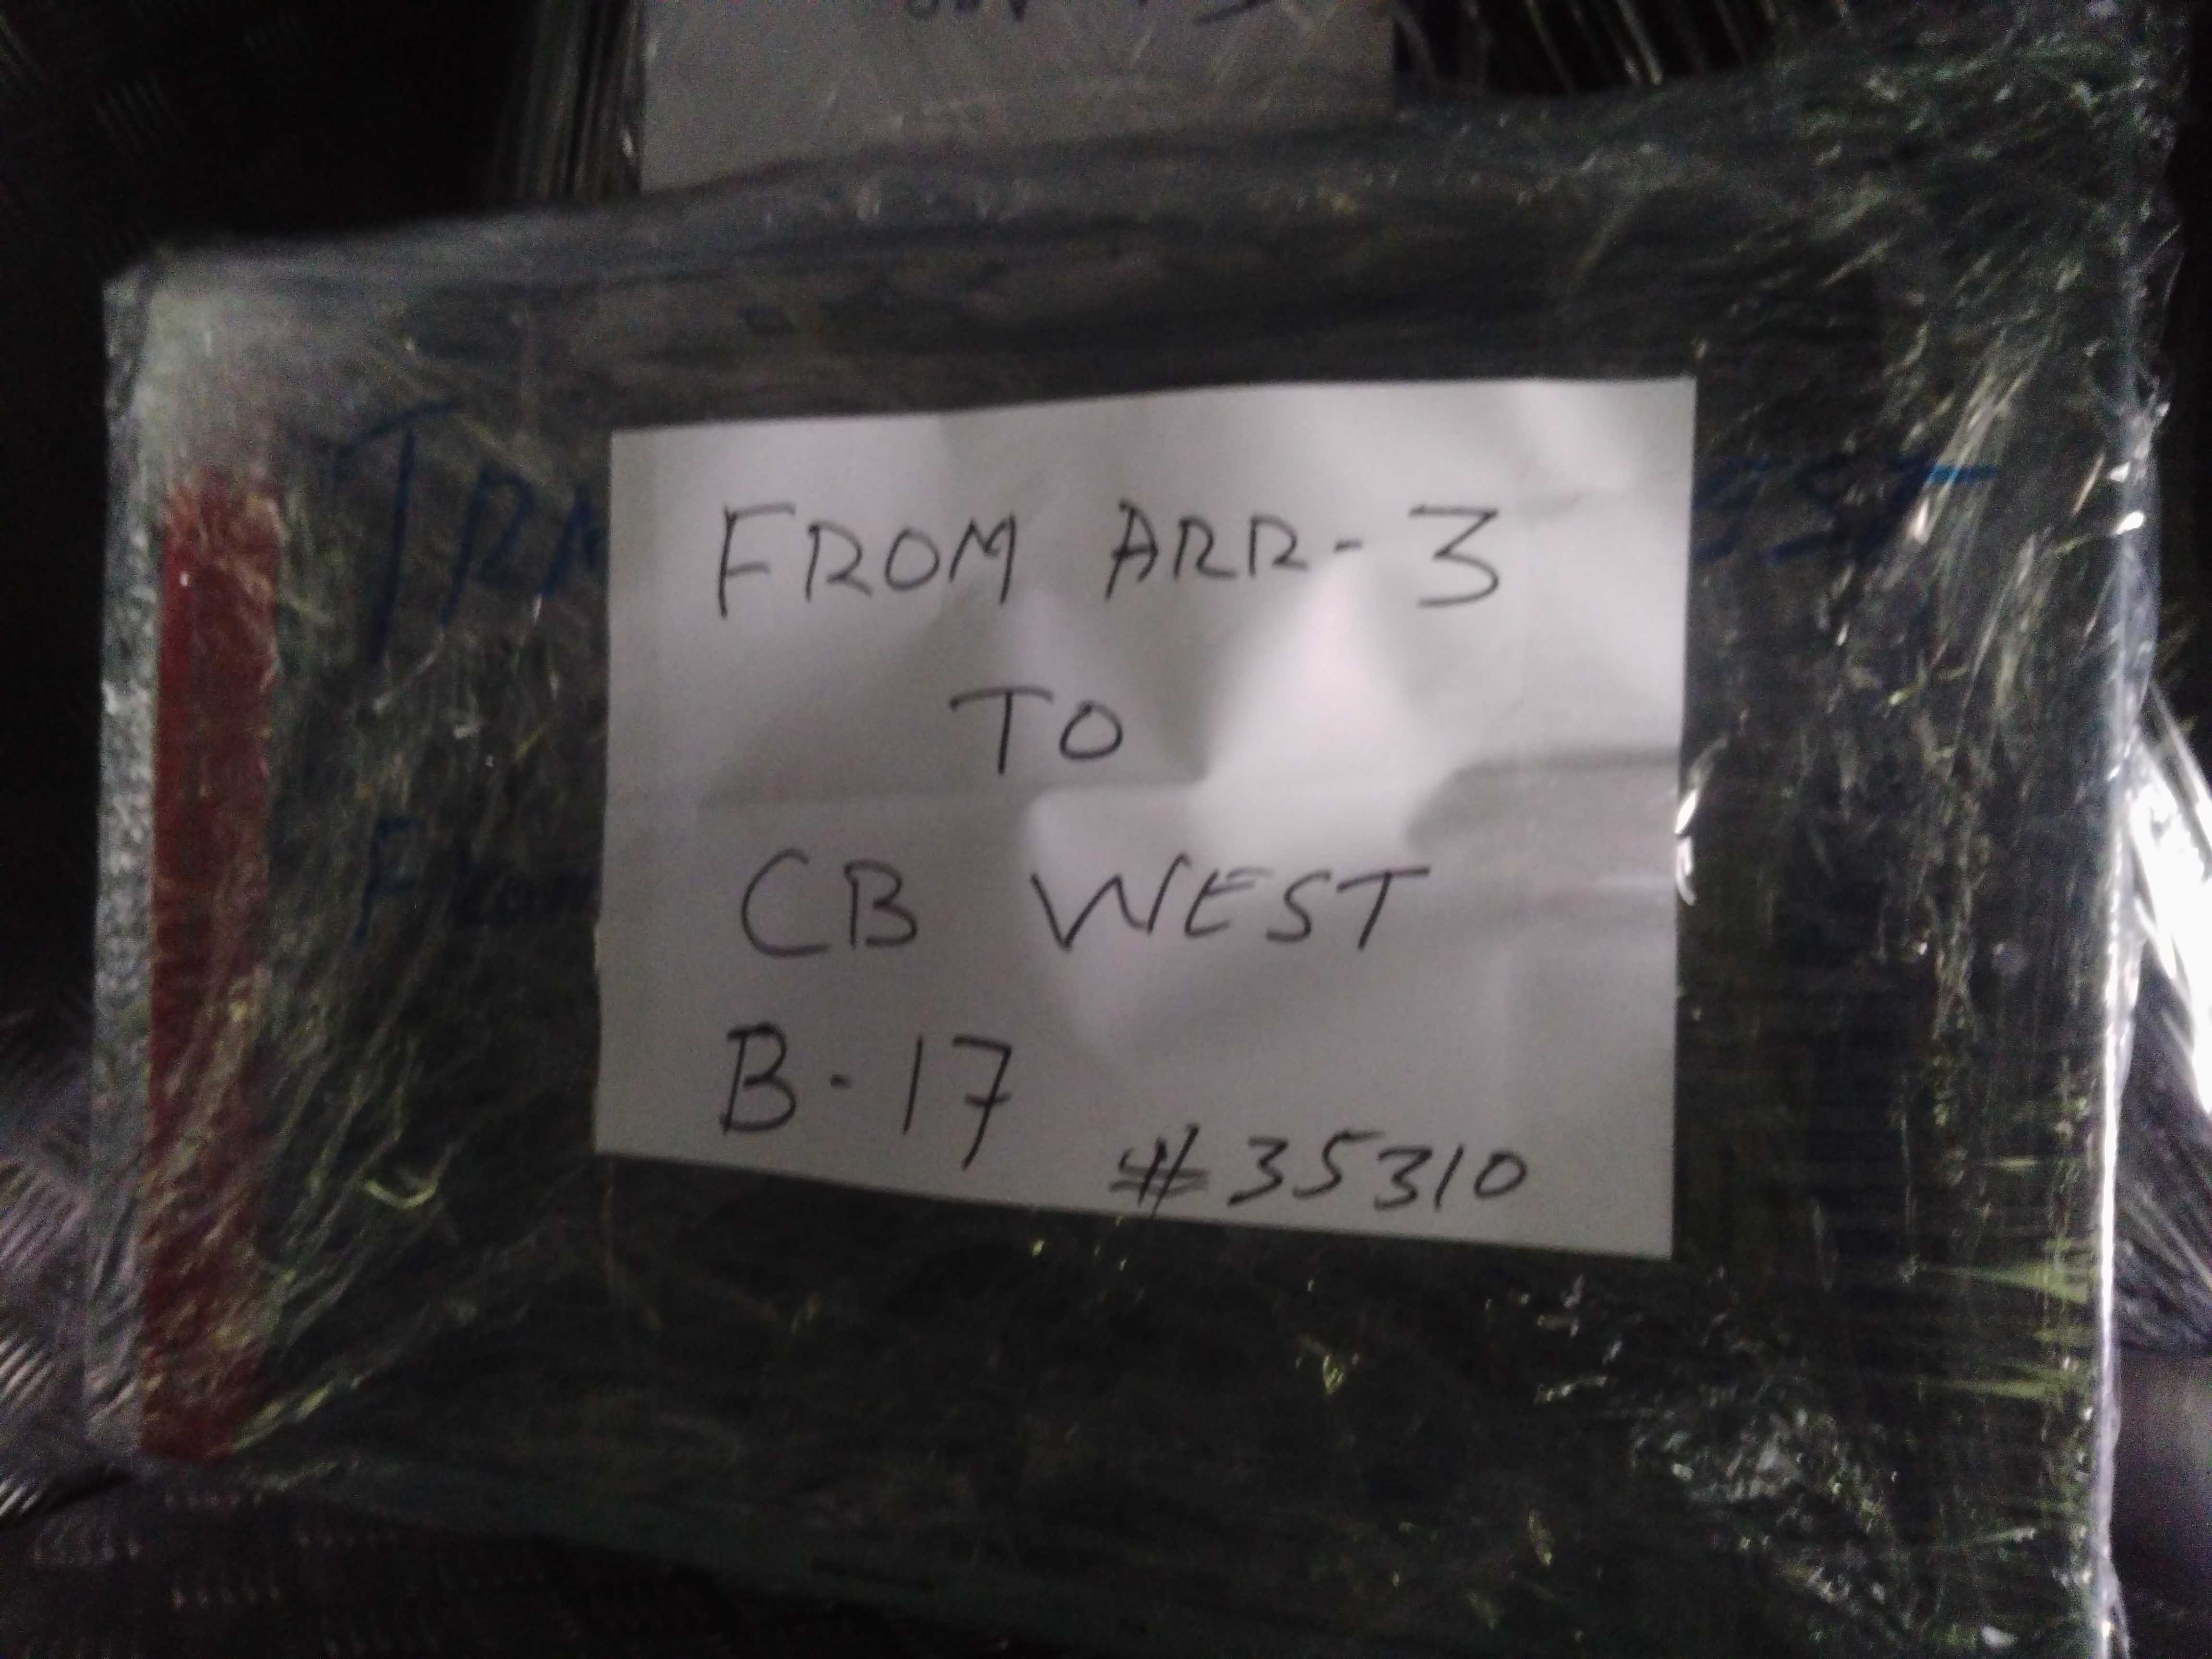 FROM ARR-3
TO
CB WEST
B-17
#35310